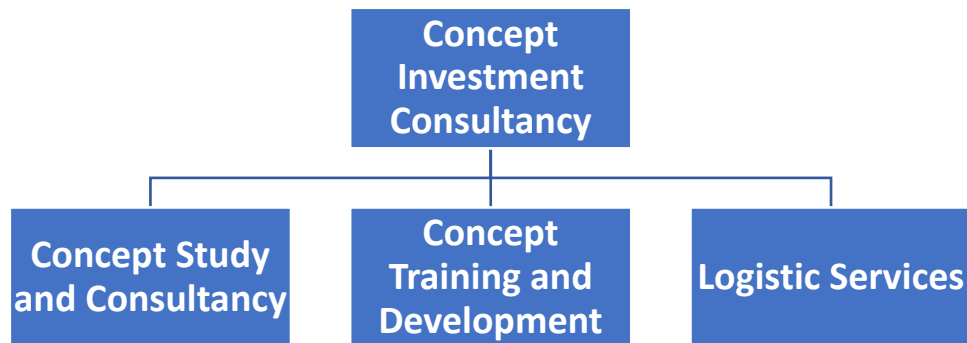 Concept
Investment
Consultancy
Concept Study
and Consultancy
Concept
Training and
Development
Logistic Services